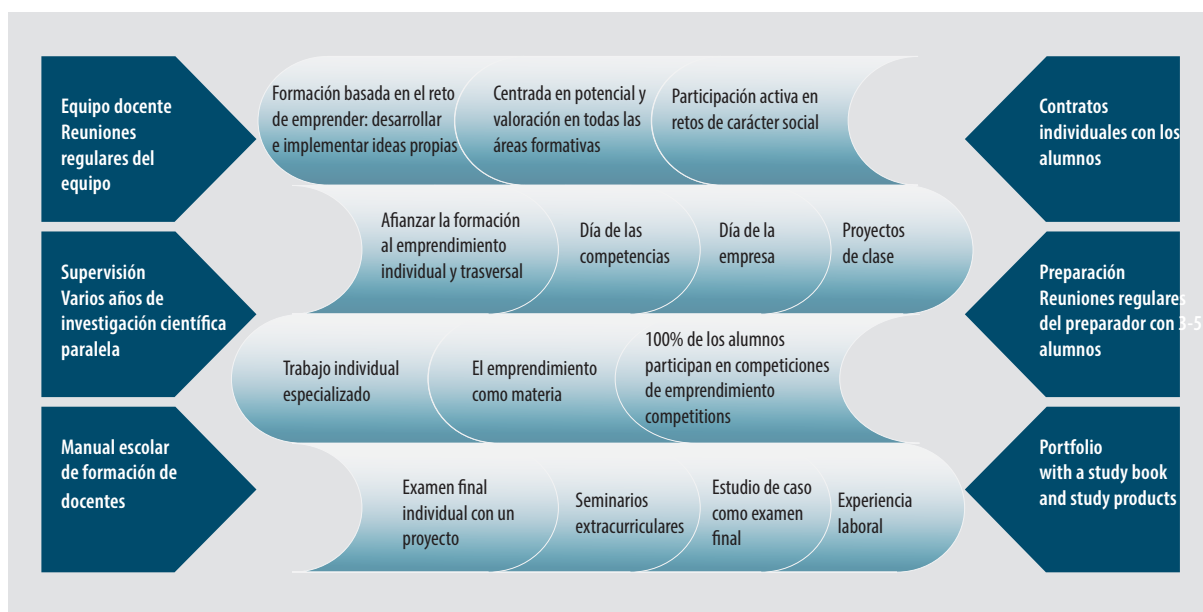 Equipo docente
Reuniones
regulares del
equipo
Supervisión
Varios años de
investigación científica
paralela
Manual escolar
de formación de
docentes
Formación basada en el reto
de emprender: desarrollar
e implementar ideas propias
Centrada en potencial y
valoración en todas las
áreas formativas
Participación activa en
retos de carácter social
Afianzar la formación
al emprendimiento
individual y trasversal
Día de las
competencias
Día de la
empresa
Proyectos
de clase
Trabajo individual
especializado
El emprendimiento
como materia
100% de los alumnos
participan en competiciones
de emprendimiento
competitions
Examen final
individual con un
proyecto
Seminarios
extracurriculares
Estudio de caso
como examen
final
Experiencia
laboral
Contratos
individuales con los
alumnos
Preparación
Reuniones regulares
del preparador con 3-5
alumnos
Portfolio
with a study book
and study products